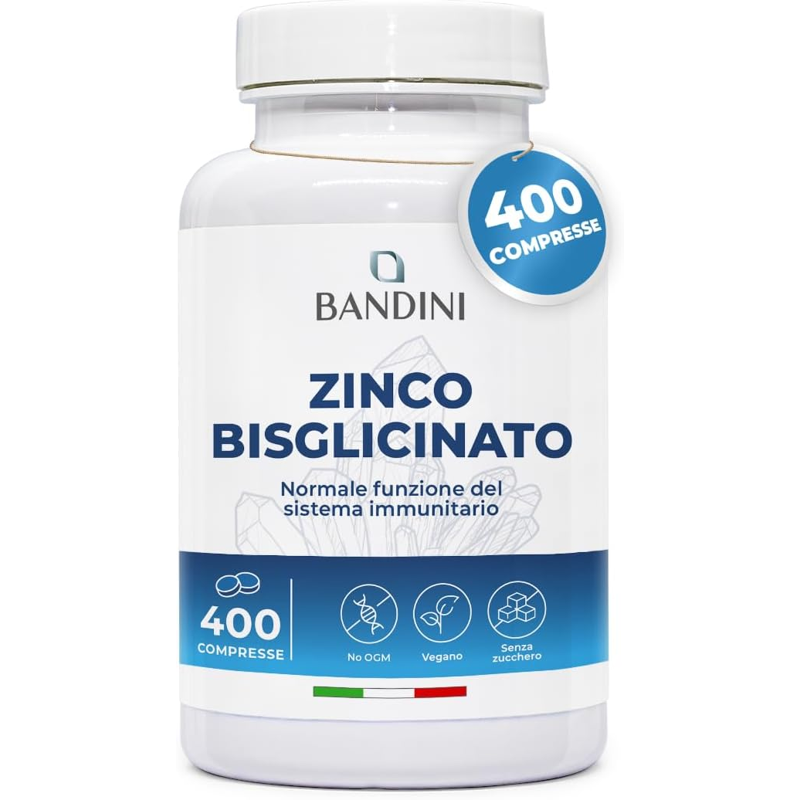 400
COMPRESSE
BANDINI
ZINCO
BISGLICINATO
Normale funzione del
sistema immunitario
400
COMPRESSE
No OGM
Vegano
Senza
zucchero